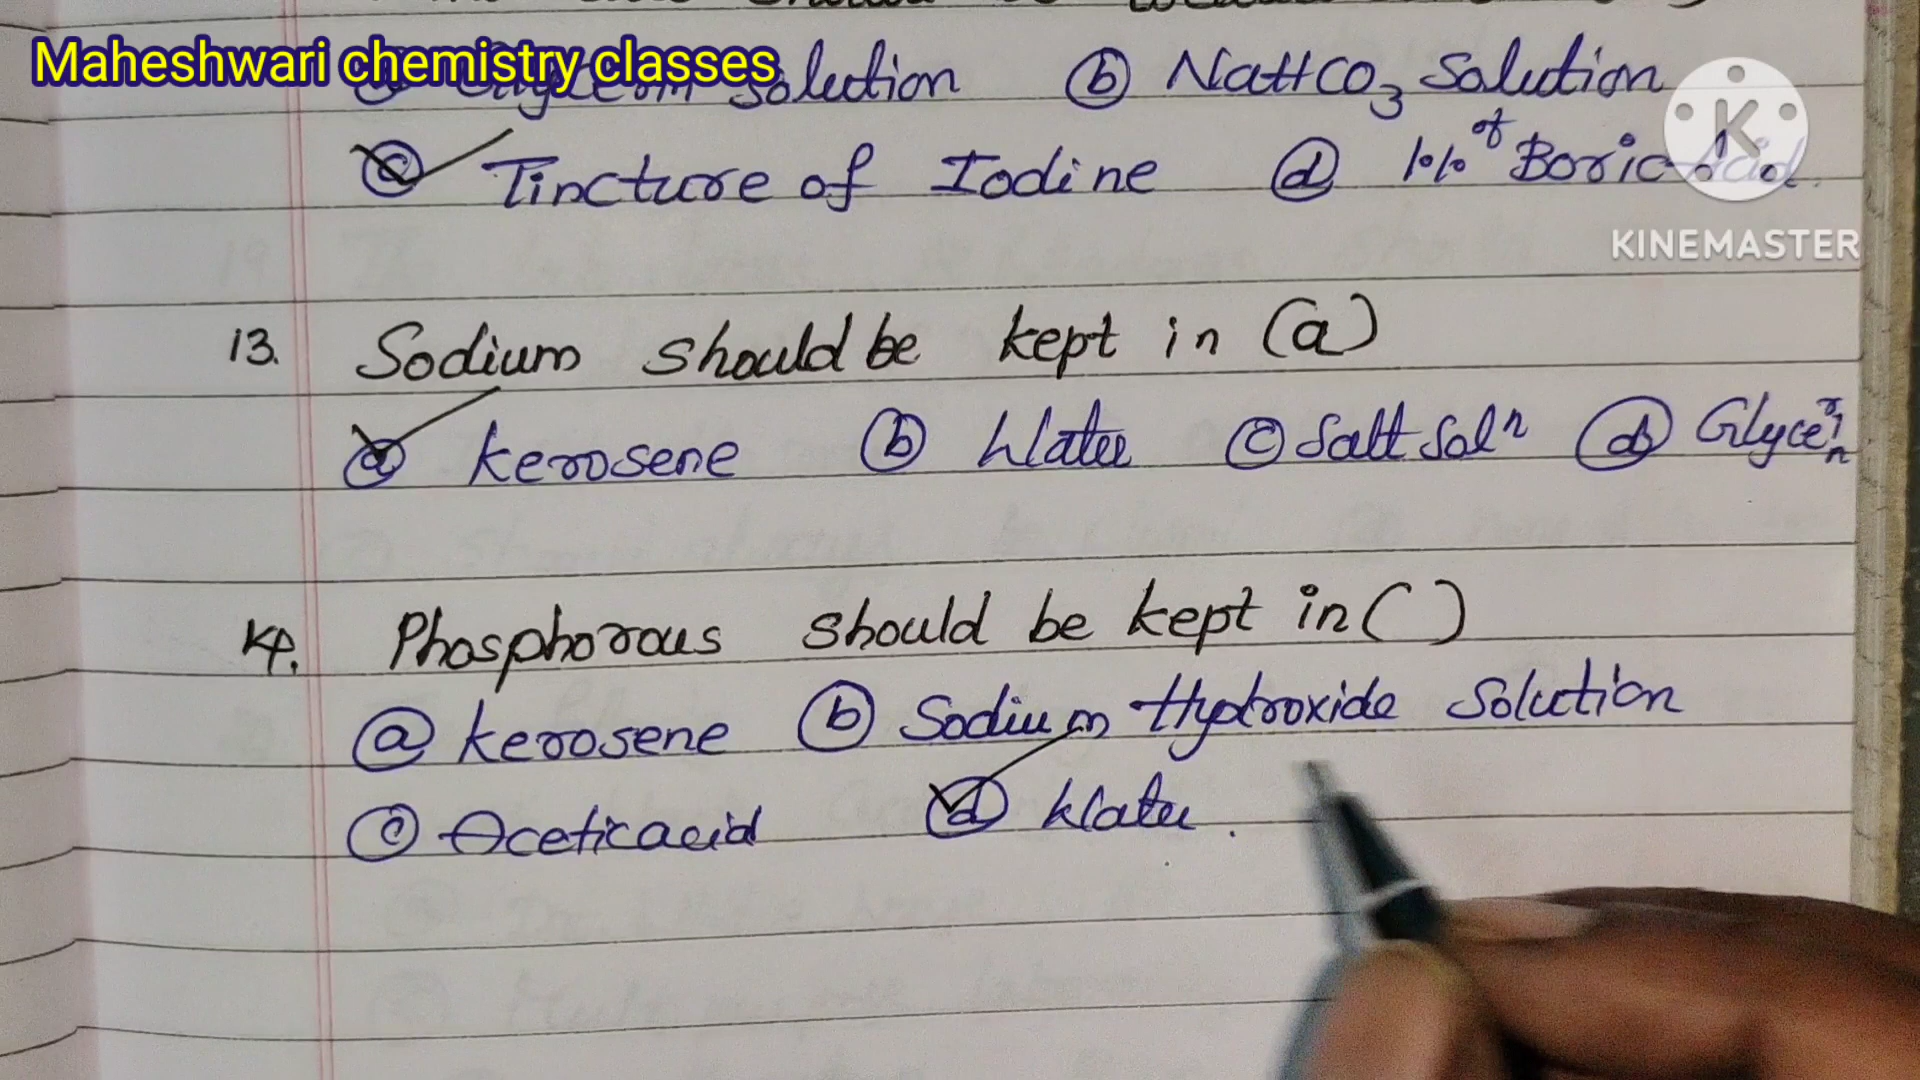 Maheshwari chemistry classes
solution (b) NaHCO3 Solution
(c) Tincture of Iodine (d) 1% of Boric Acid.
KINEMASTER
13. Sodium should be kept in (a)
(a) kerosene (b) Water (c) Salt Solⁿ (d) Glycerin
14. Phosphorous should be kept in ( )
(a) kerosene (b) Sodium Hydroxide Solution
(c) Acetic acid (d) Water.